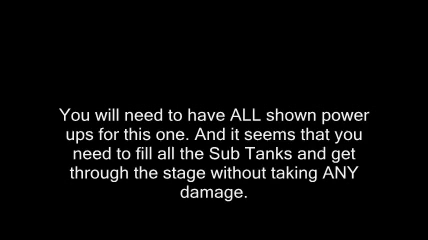 You will need to have ALL shown power
ups for this one. And it seems that you
need to fill all the Sub Tanks and get
through the stage without taking ANY
damage.